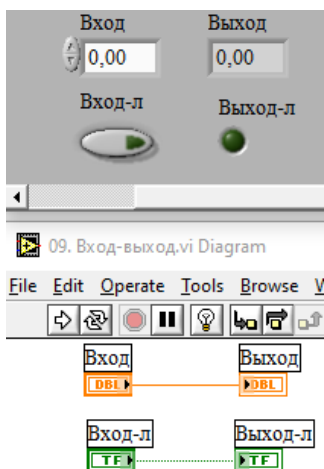 Вход Выход
0,00 0,00
Вход-л Выход-л
09. Вход-выход.vi Diagram
File Edit Operate Tools Browse
Вход Выход
DBL DBL
Вход-л Выход-л
TF TF